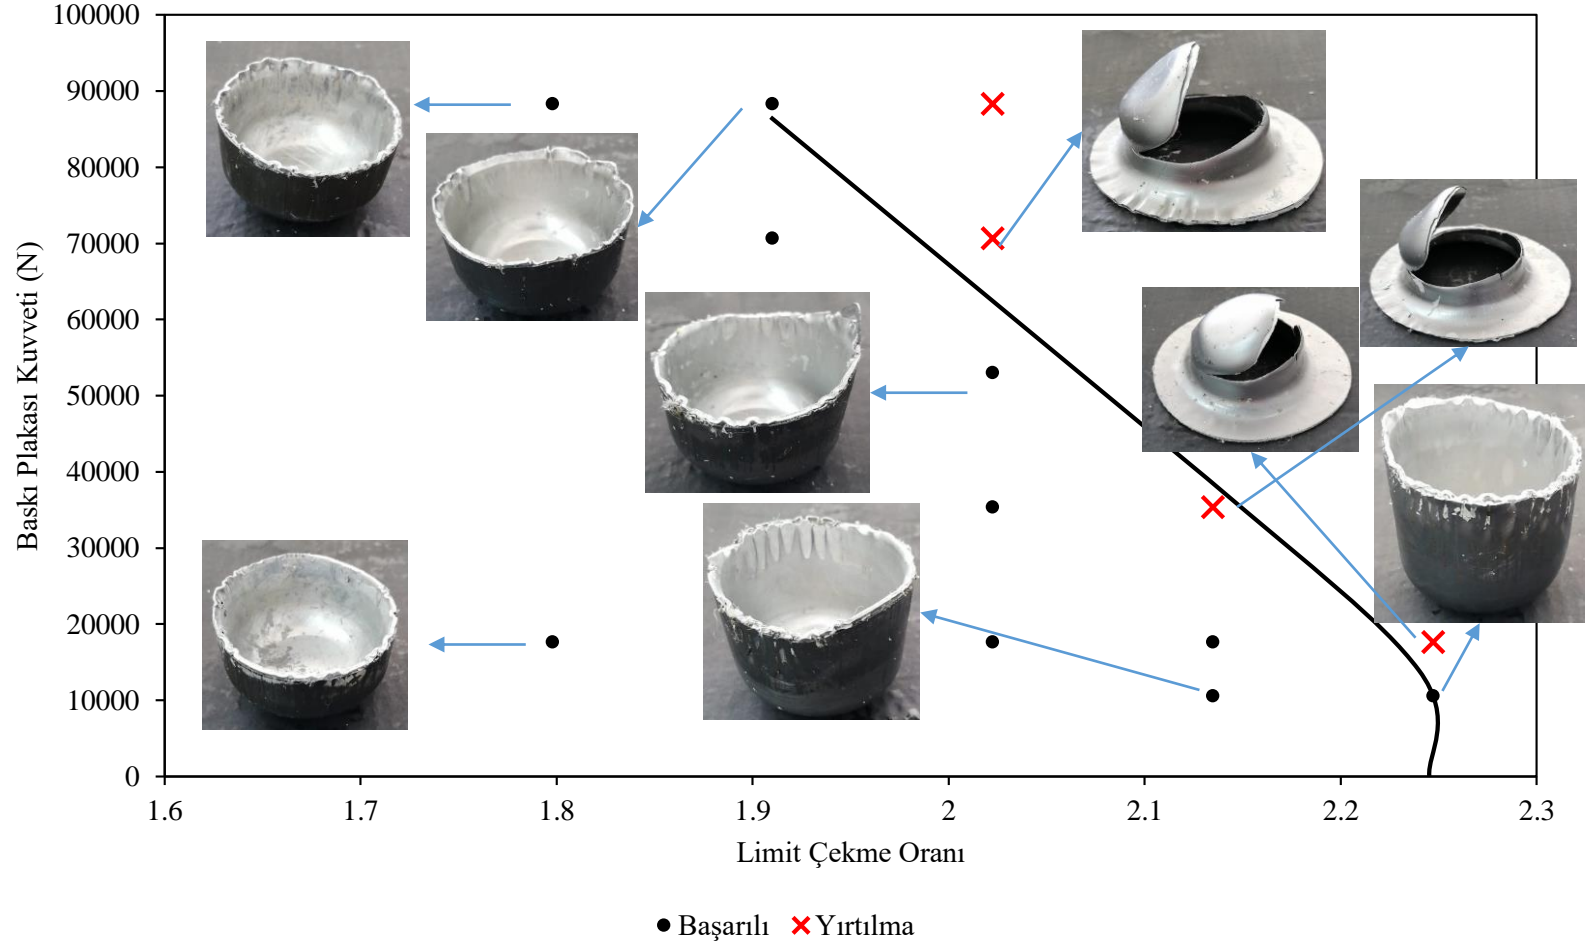 100000
90000
80000
70000
60000
50000
40000
30000
20000
10000
0
Baskı Plakası Kuvveti (N)
1.6 1.7 1.8 1.9 2 2.1 2.2 2.3
Limit Çekme Oranı
Başarılı Yırtılma